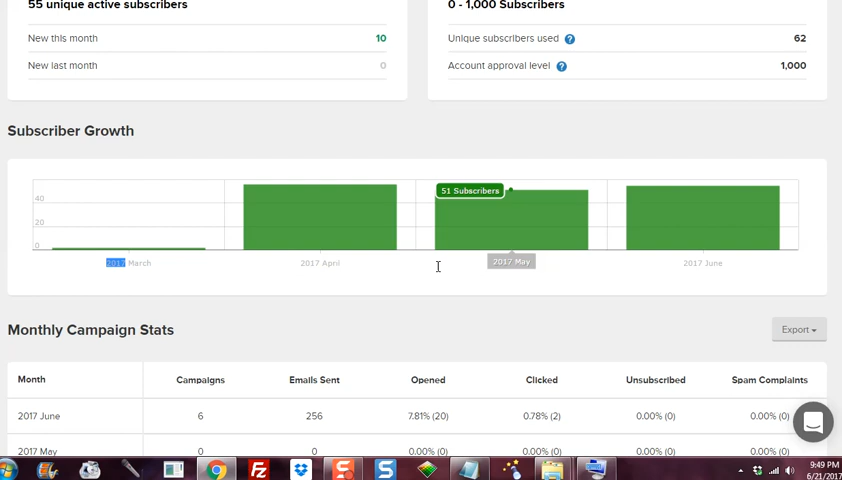 55 unique active subscribers
0 - 1,000 Subscribers
New this month 10
Unique subscribers used ? 62
New last month 0
Account approval level ? 1,000
Subscriber Growth
51 Subscribers
40
20
0
2017 March
2017 April
2017 May
2017 June
Monthly Campaign Stats
Export
Month Campaigns Emails Sent Opened Clicked Unsubscribed Spam Complaints
2017 June 6 256 7.81% (20) 0.78% (2) 0.00% (0) 0.00% (0)
2017 May 0 0 0.00% (0) 0.00% (0) 0.00% (0) 0.00% (0)
Fz
S
S
9:49 PM
6/21/2017